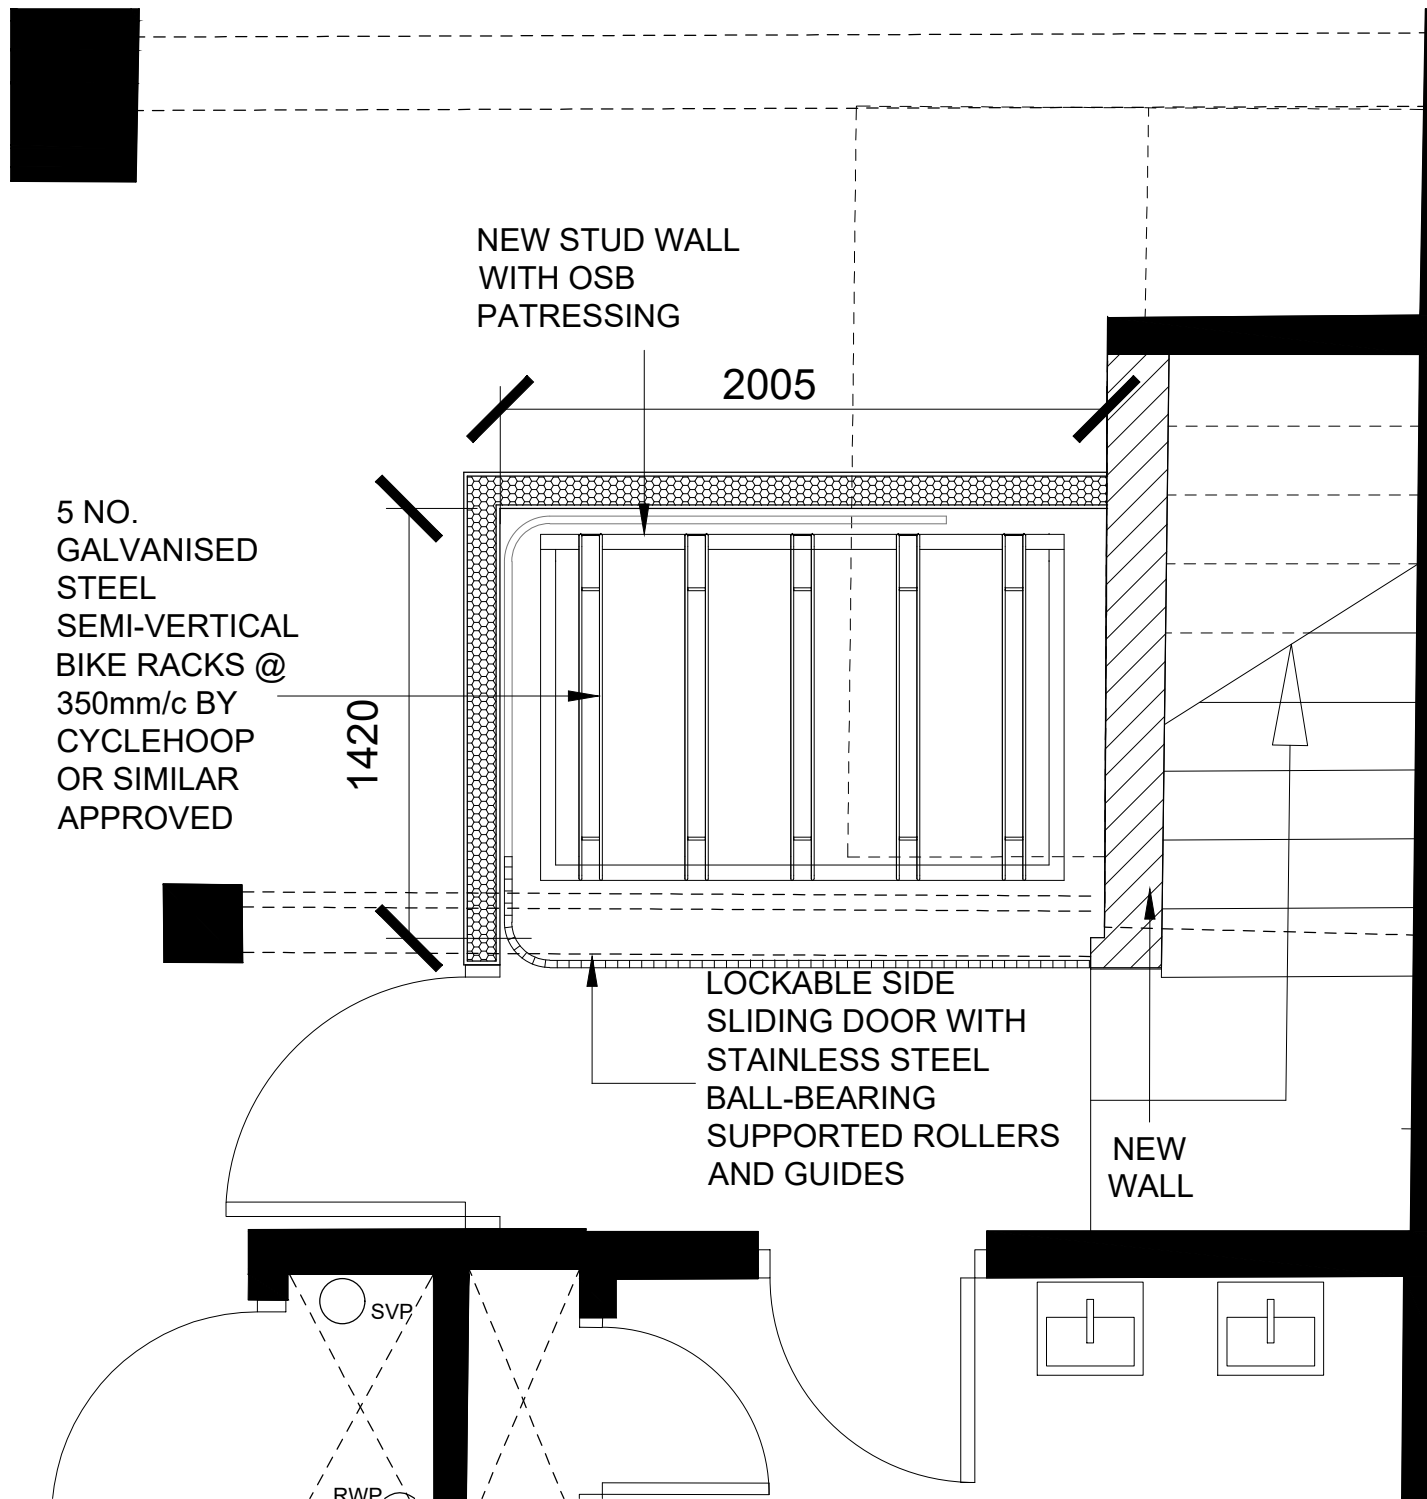 NEW STUD WALL
WITH OSB
PATRESSING
2005
5 NO.
GALVANISED
STEEL
SEMI-VERTICAL
BIKE RACKS @
350mm/c BY
CYCLEHOOP
OR SIMILAR
APPROVED
1420
LOCKABLE SIDE
SLIDING DOOR WITH
STAINLESS STEEL
BALL-BEARING
SUPPORTED ROLLERS
AND GUIDES
NEW
WALL
SVP
RWP